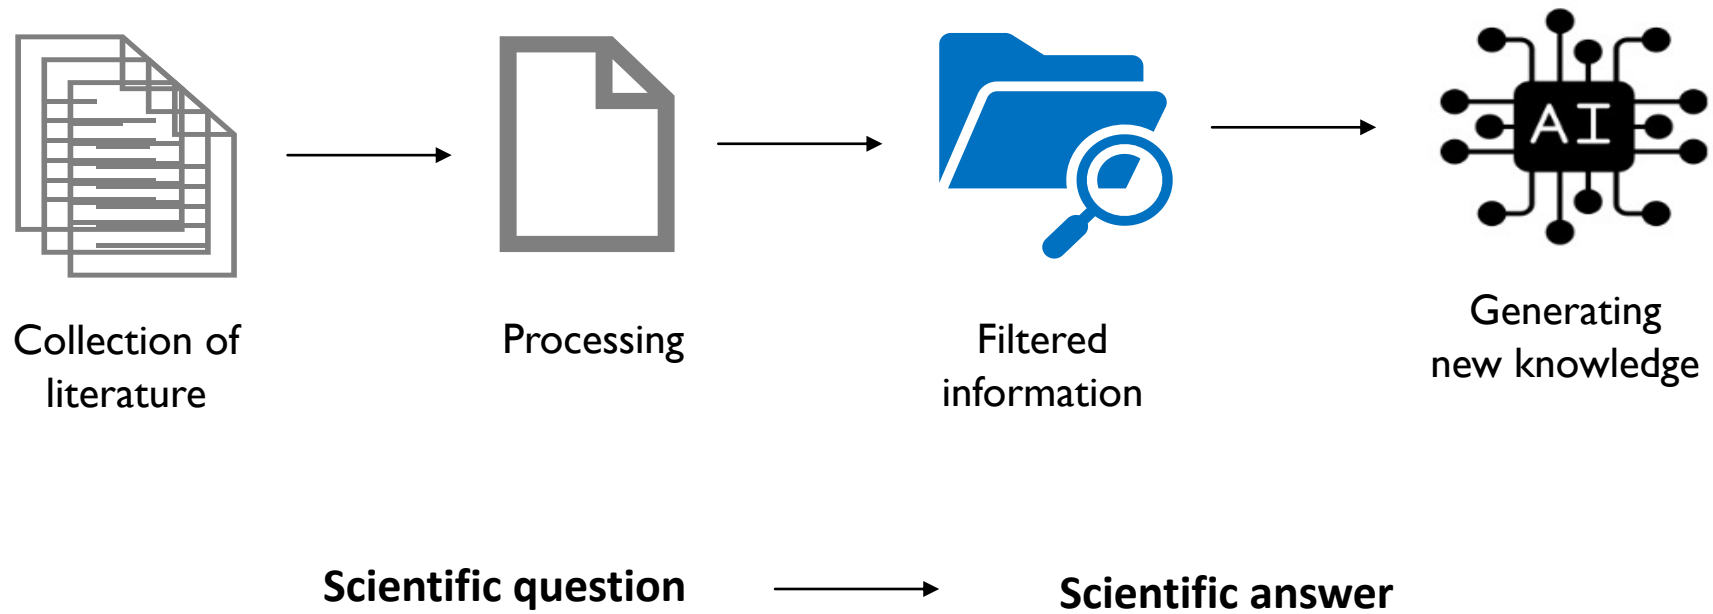 AI
Collection of
literature
Processing
Filtered
information
Generating
new knowledge
Scientific question
Scientific answer